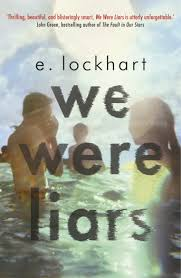 'Thrilling, beautiful, and blisteringly smart, We Were Liars is utterly unforgettable.'
John Green, bestselling author of The Fault in Our Stars
e. lockhart
we
were
liars